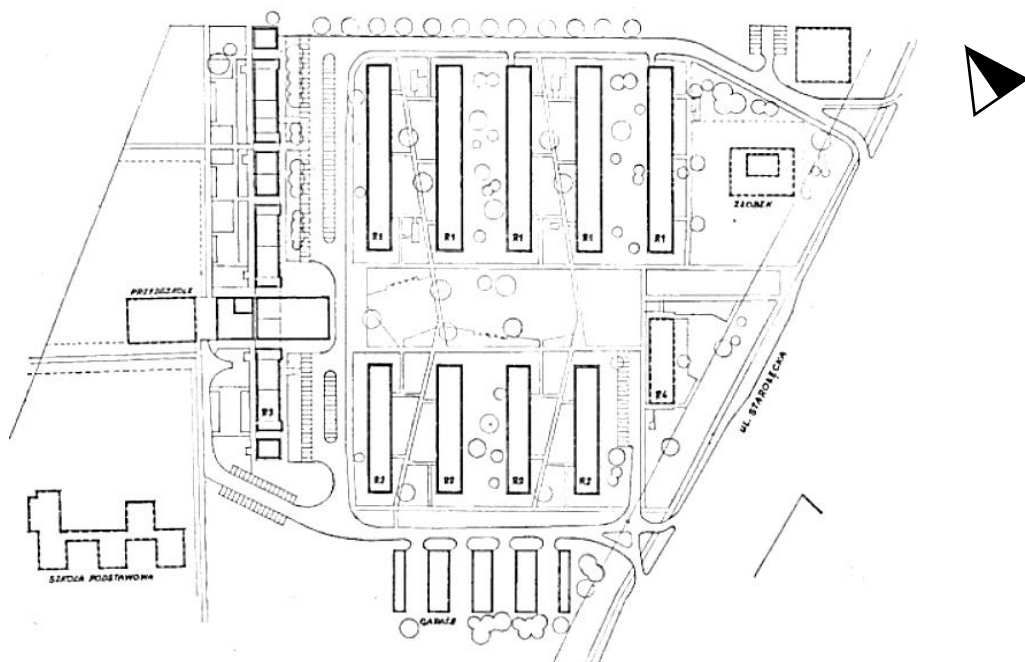 R1
R1
R1
R1
R1
ŻŁOBEK
PRZEDSZKOLE
R4
UL. STAROŁĘCKA
R3
R2
R2
R2
R2
SZKOŁA PODSTAWOWA
GARAŻE